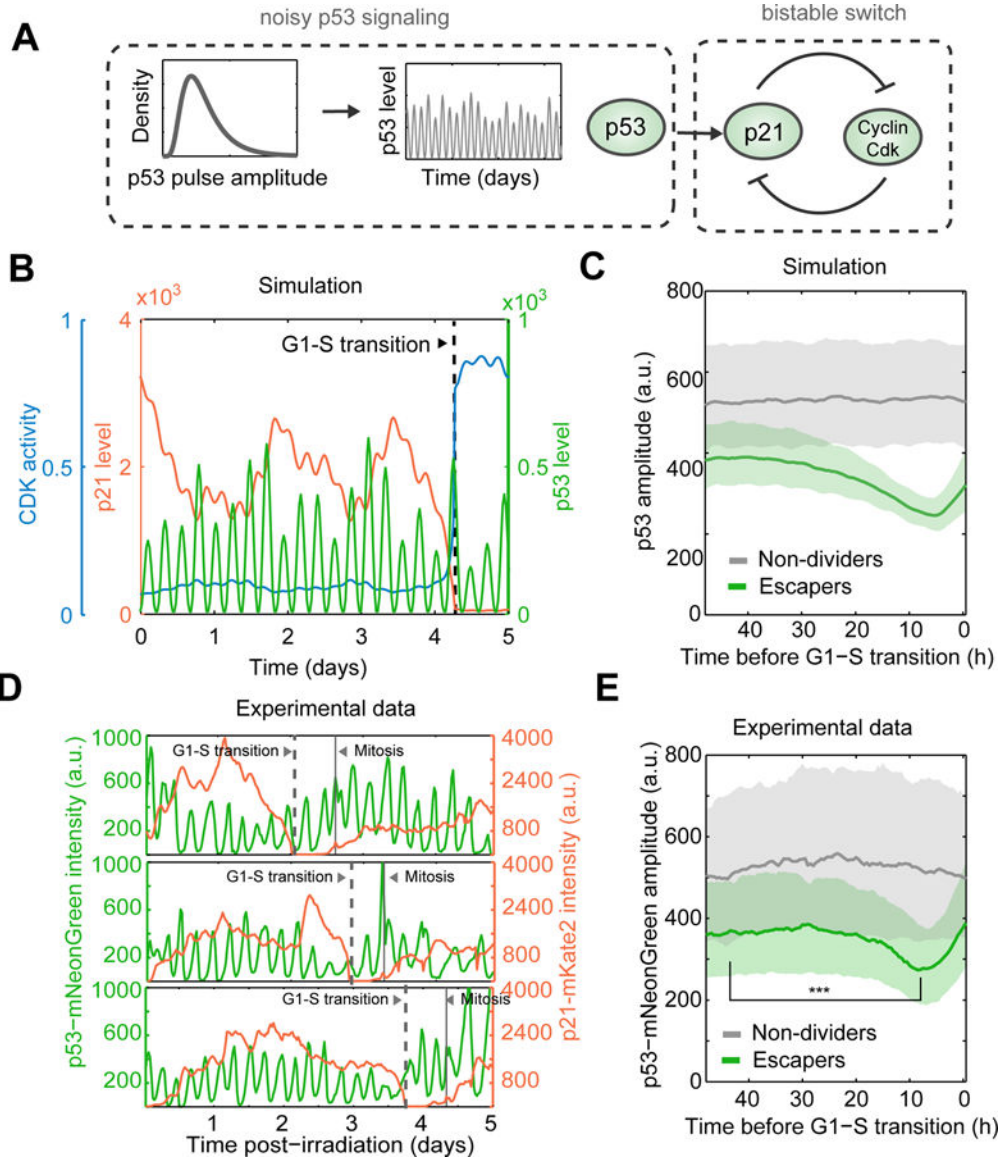 A
noisy p53 signaling
bistable switch
Density
p53 pulse amplitude
p53 level
Time (days)
p53
p21
Cyclin
Cdk
B
Simulation
×10³
×10³
1
4
1
G1-S transition
CDK activity
p21 level
p53 level
0.5
2
0.5
0
0
0
0
1
2
3
4
5
Time (days)
C
Simulation
800
600
400
200
0
p53 amplitude (a.u.)
Non-dividers
Escapers
40
30
20
10
0
Time before G1−S transition (h)
D
Experimental data
p53−mNeonGreen intensity (a.u.)
p21-mKate2 intensity (a.u.)
1000
600
200
4000
2400
800
G1-S transition
Mitosis
1000
600
200
4000
2400
800
G1-S transition
Mitosis
1000
600
200
4000
2400
800
G1-S transition
Mitosis
1
2
3
4
5
Time post−irradiation (days)
E
Experimental data
800
600
400
200
0
p53−mNeonGreen amplitude (a.u.)
***
Non-dividers
Escapers
40
30
20
10
0
Time before G1−S transition (h)